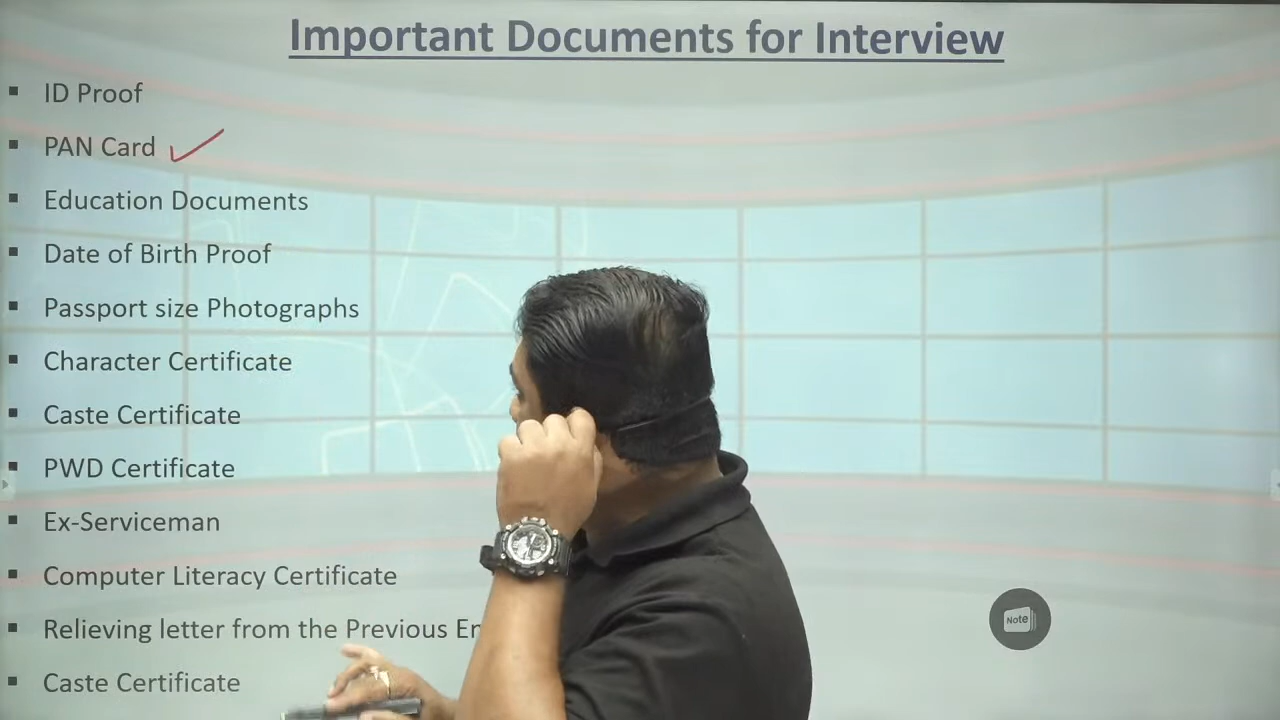 Important Documents for Interview
▪ ID Proof
▪ PAN Card
▪ Education Documents
▪ Date of Birth Proof
▪ Passport size Photographs
▪ Character Certificate
▪ Caste Certificate
▪ PWD Certificate
▪ Ex-Serviceman
▪ Computer Literacy Certificate
▪ Relieving letter from the Previous
▪ Caste Certificate
Note